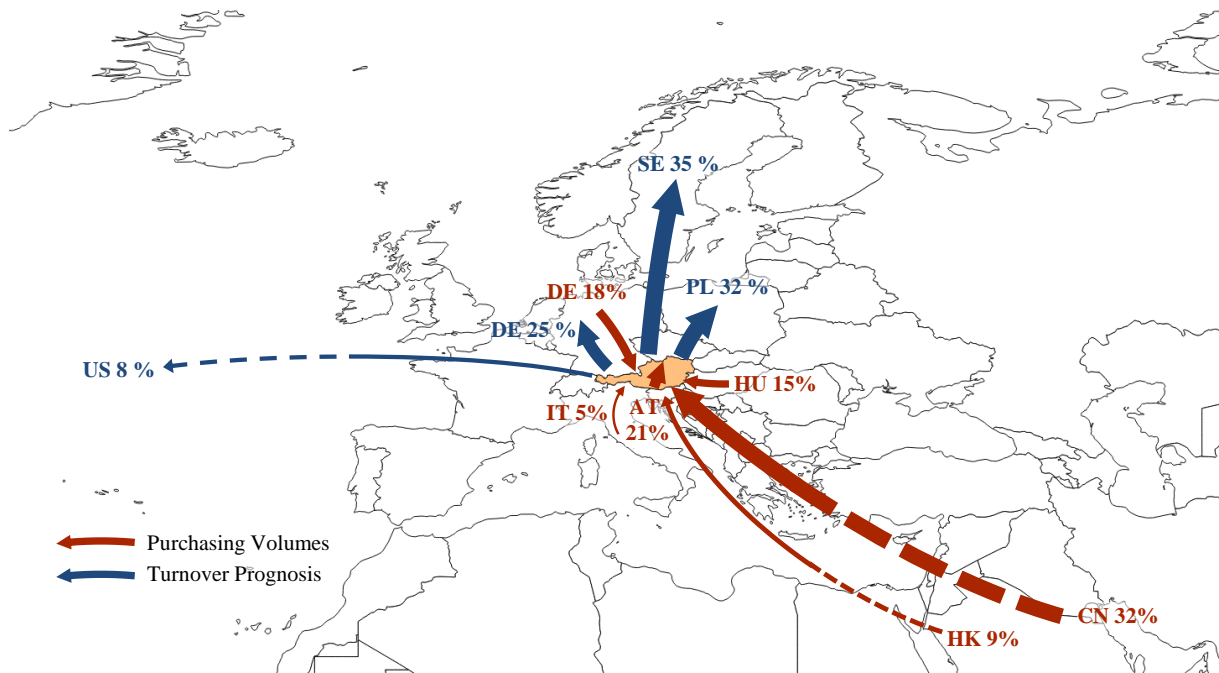 SE 35 %
PL 32 %
DE 18%
DE 25 %
US 8 %
HU 15%
IT 5%
AT
21%
Purchasing Volumes
Turnover Prognosis
CN 32%
HK 9%